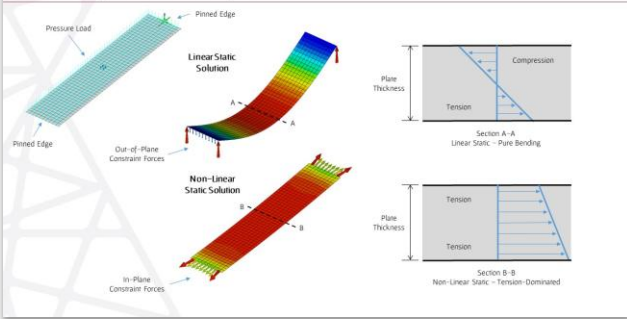 Pinned Edge
Pressure Load
Pinned Edge
Linear Static
Solution
A
A
Out-of-Plane
Constraint Forces
Non-Linear
Static Solution
B
B
In-Plane
Constraint Forces
Plate
Thickness
Compression
Tension
Section A-A
Linear Static - Pure Bending
Plate
Thickness
Tension
Tension
Section B-B
Non-Linear Static - Tension-Dominated